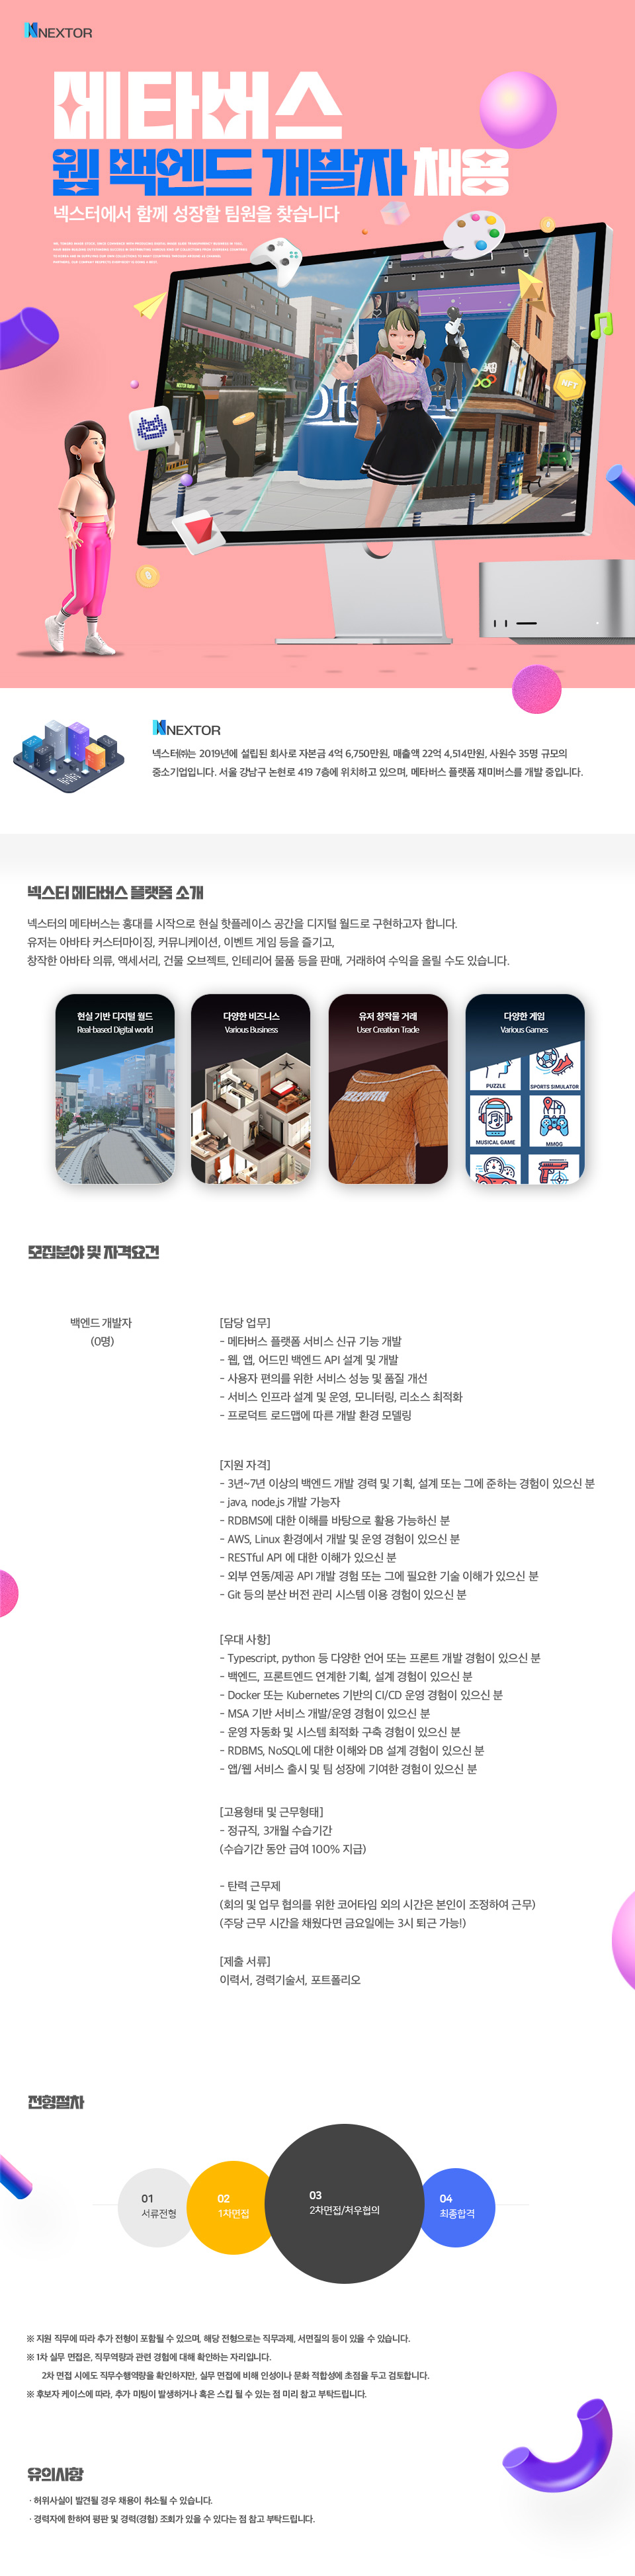 NEXTOR
메타버스
웹 백엔드 개발자 채용
넥스터에서 함께 성장할 팀원을 찾습니다
NFT
NEXTOR
넥스터㈜는 2019년에 설립된 회사로 자본금 4억 6,750만원, 매출액 22억 4,514만원, 사원수 35명 규모의
중소기업입니다. 서울 강남구 논현로 419 7층에 위치하고 있으며, 메타버스 플랫폼 재미버스를 개발 중입니다.
넥스터 메타버스 플랫폼 소개
넥스터의 메타버스는 홍대를 시작으로 현실 핫플레이스 공간을 디지털 월드로 구현하고자 합니다.
유저는 아바타 커스터마이징, 커뮤니케이션, 이벤트 게임 등을 즐기고,
창작한 아바타 의류, 액세서리, 건물 오브젝트, 인테리어 물품 등을 판매, 거래하여 수익을 올릴 수도 있습니다.
현실 기반 디지털 월드
Real-based Digital world
다양한 비즈니스
Various Business
유저 창작물 거래
User Creation Trade
다양한 게임
Various Games
PUZZLE
SPORTS SIMULATOR
MUSICAL GAME
MMOG
모집분야 및 자격요건
백엔드 개발자
(0명)
[담당 업무]
- 메타버스 플랫폼 서비스 신규 기능 개발
- 웹, 앱, 어드민 백엔드 API 설계 및 개발
- 사용자 편의를 위한 서비스 성능 및 품질 개선
- 서비스 인프라 설계 및 운영, 모니터링, 리소스 최적화
- 프로덕트 로드맵에 따른 개발 환경 모델링
[지원 자격]
- 3년~7년 이상의 백엔드 개발 경력 및 기획, 설계 또는 그에 준하는 경험이 있으신 분
- java, node.js 개발 가능자
- RDBMS에 대한 이해를 바탕으로 활용 가능하신 분
- AWS, Linux 환경에서 개발 및 운영 경험이 있으신 분
- RESTful API 에 대한 이해가 있으신 분
- 외부 연동/제공 API 개발 경험 또는 그에 필요한 기술 이해가 있으신 분
- Git 등의 분산 버전 관리 시스템 이용 경험이 있으신 분
[우대 사항]
- Typescript, python 등 다양한 언어 또는 프론트 개발 경험이 있으신 분
- 백엔드, 프론트엔드 연계한 기획, 설계 경험이 있으신 분
- Docker 또는 Kubernetes 기반의 CI/CD 운영 경험이 있으신 분
- MSA 기반 서비스 개발/운영 경험이 있으신 분
- 운영 자동화 및 시스템 최적화 구축 경험이 있으신 분
- RDBMS, NoSQL에 대한 이해와 DB 설계 경험이 있으신 분
- 앱/웹 서비스 출시 및 팀 성장에 기여한 경험이 있으신 분
[고용형태 및 근무형태]
- 정규직, 3개월 수습기간
(수습기간 동안 급여 100% 지급)
- 탄력 근무제
(회의 및 업무 협의를 위한 코어타임 외의 시간은 본인이 조정하여 근무)
(주당 근무 시간을 채웠다면 금요일에는 3시 퇴근 가능!)
[제출 서류]
이력서, 경력기술서, 포트폴리오
전형절차
01
서류전형
02
1차면접
03
2차면접/처우협의
04
최종합격
※ 지원 직무에 따라 추가 전형이 포함될 수 있으며, 해당 전형으로는 직무과제, 서면질의 등이 있을 수 있습니다.
※ 1차 실무 면접은, 직무역량과 관련 경험에 대해 확인하는 자리입니다.
2차 면접 시에도 직무수행역량을 확인하지만, 실무 면접에 비해 인성이나 문화 적합성에 초점을 두고 검토합니다.
※ 후보자 케이스에 따라, 추가 미팅이 발생하거나 혹은 스킵 될 수 있는 점 미리 참고 부탁드립니다.
유의사항
· 허위사실이 발견될 경우 채용이 취소될 수 있습니다.
· 경력자에 한하여 평판 및 경력(경험) 조회가 있을 수 있다는 점 참고 부탁드립니다.